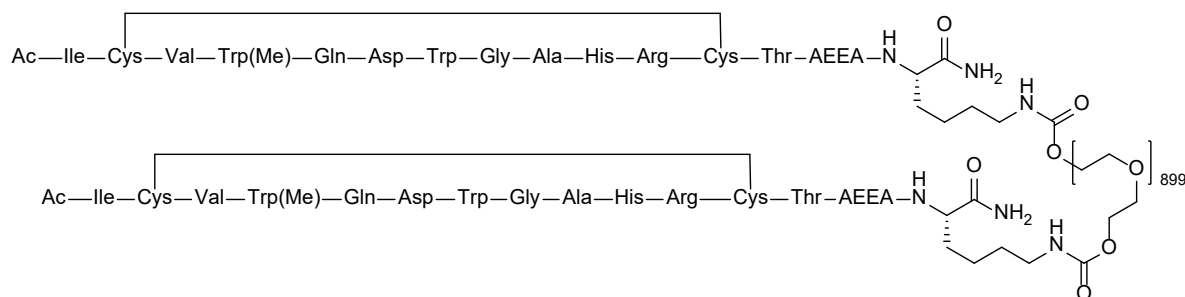 O
Ac—Ile—Cys—Val—Trp(Me)—Gln—Asp—Trp—Gly—Ala—His—Arg—Cys—Thr—AEEA—N
H
NH2
H
N
O
O
O
899
Ac—Ile—Cys—Val—Trp(Me)—Gln—Asp—Trp—Gly—Ala—His—Arg—Cys—Thr—AEEA—N
H
O
NH2
H
N
O
O